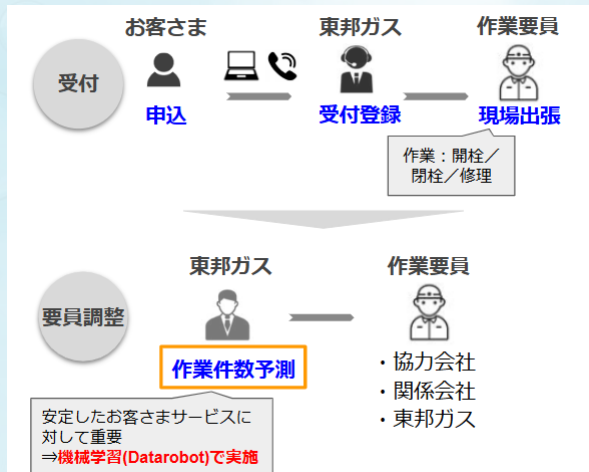 お客さま
東邦ガス
作業要員
受付
申込
受付登録
現場出張
作業：開栓／
閉栓／修理
東邦ガス
作業要員
要員調整
作業件数予測
・協力会社
・関係会社
・東邦ガス
安定したお客さまサービスに
対して重要
⇒機械学習(Datarobot)で実施